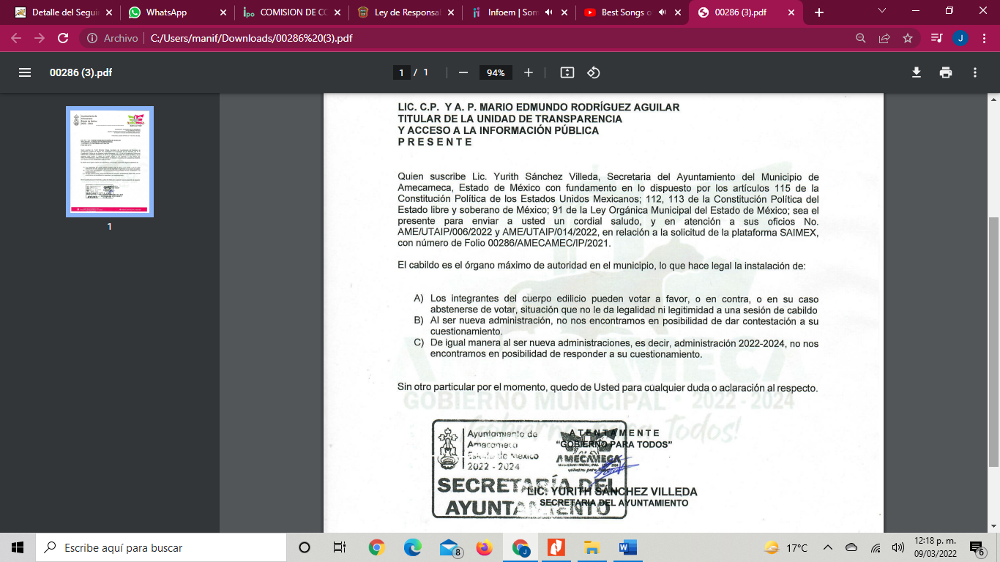 Detalle del Segui
WhatsApp
COMISION DE CO
Ley de Responsal
Infoem | Som
Best Songs o
00286 (3).pdf
Archivo
C:/Users/manif/Downloads/00286%20(3).pdf
J
00286 (3).pdf
1 / 1
94%
1
LIC. C.P. Y A. P. MARIO EDMUNDO RODRÍGUEZ AGUILAR
TITULAR DE LA UNIDAD DE TRANSPARENCIA
Y ACCESO A LA INFORMACIÓN PÚBLICA
P R E S E N T E
Quien suscribe Lic. Yurith Sánchez Villeda, Secretaria del Ayuntamiento del Municipio de
Amecameca, Estado de México con fundamento en lo dispuesto por los artículos 115 de la
Constitución Política de los Estados Unidos Mexicanos; 112, 113 de la Constitución Política del
Estado libre y soberano de México; 91 de la Ley Orgánica Municipal del Estado de México; sea el
presente para enviar a usted un cordial saludo, y en atención a sus oficios No.
AME/UTAIP/006/2022 y AME/UTAIP/014/2022, en relación a la solicitud de la plataforma SAIMEX,
con número de Folio 00286/AMECAMEC/IP/2021.
El cabildo es el órgano máximo de autoridad en el municipio, lo que hace legal la instalación de:
A) Los integrantes del cuerpo edilicio pueden votar a favor, o en contra, o en su caso
abstenerse de votar, situación que no le da legalidad ni legitimidad a una sesión de cabildo
B) Al ser nueva administración, no nos encontramos en posibilidad de dar contestación a su
cuestionamiento.
C) De igual manera al ser nueva administraciones, es decir, administración 2022-2024, no nos
encontramos en posibilidad de responder a su cuestionamiento.
Sin otro particular por el momento, quedo de Usted para cualquier duda o aclaración al respecto.
AMECAMECA
GOBIERNO MUNICIPAL · 2022 - 2024
Gobierno para Todos!
Ayuntamiento de
Amecameca
Estado de México
2022 - 2024
AMECAMECA
SECRETARÍA DEL
AYUNTAMIENTO
A T E N T A M E N T E
“GOBIERNO PARA TODOS”
LIC. YURITH SÁNCHEZ VILLEDA
SECRETARIA DEL AYUNTAMIENTO
Escribe aquí para buscar
8
J
17°C
12:18 p. m.
09/03/2022
6